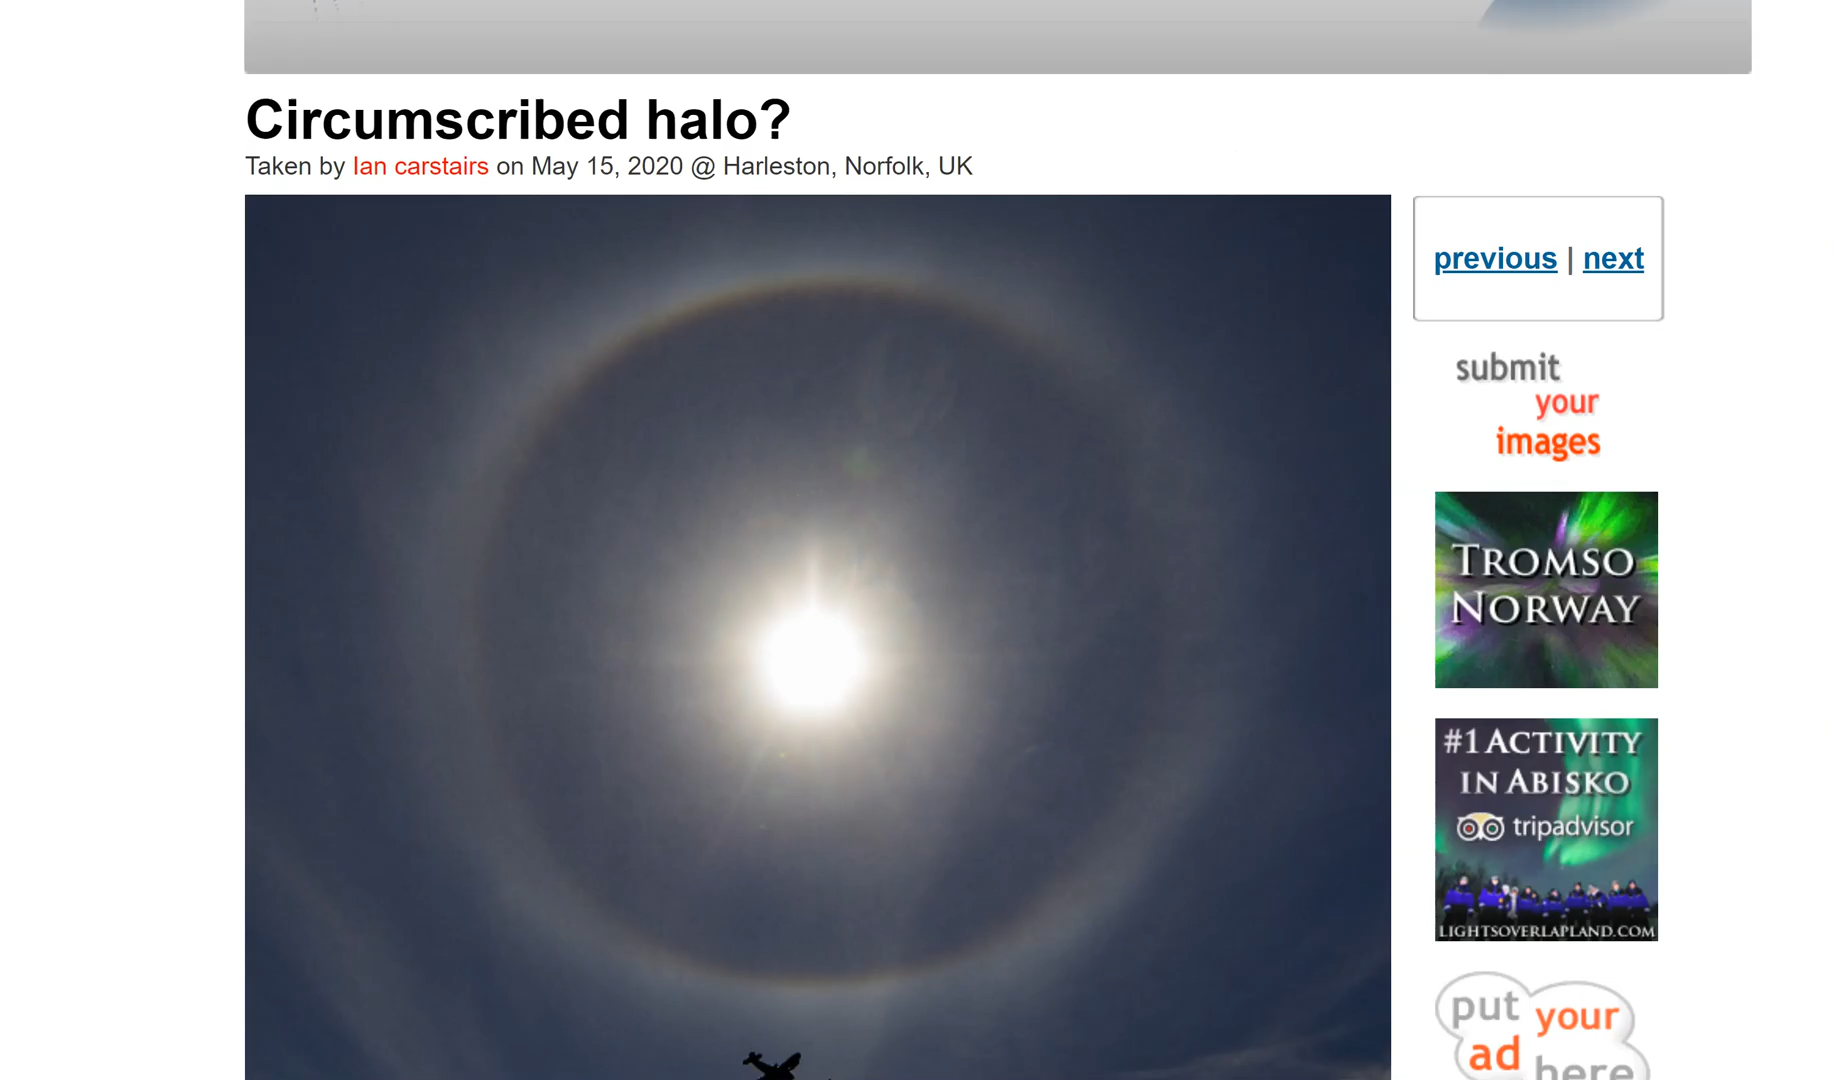 Circumscribed halo?
Taken by Ian carstairs on May 15, 2020 @ Harleston, Norfolk, UK
previous | next
submit
your
images
TROMSO
NORWAY
#1 ACTIVITY
IN ABISKO
tripadvisor
LIGHTSOVERLAPLAND.COM
put your
ad here